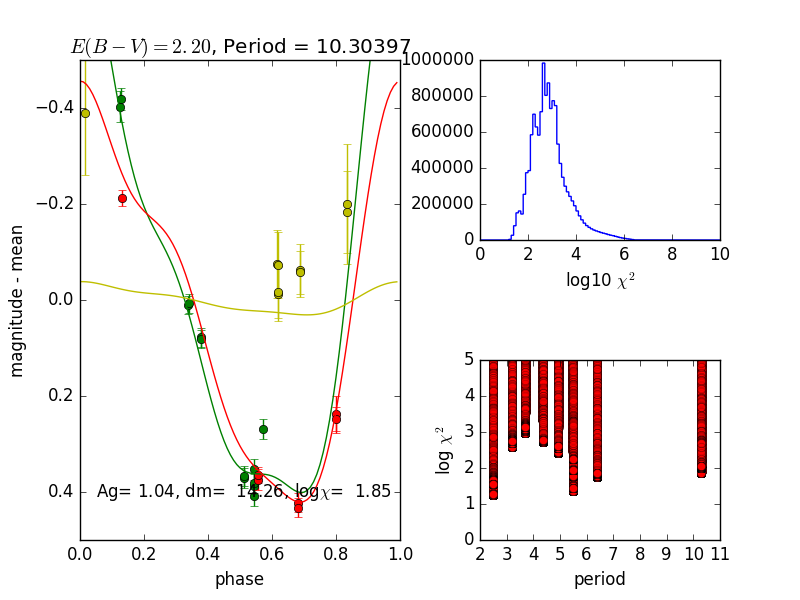 E(B−V)=2.20, Period = 10.30397
−0.4
−0.2
0.0
0.2
0.4
magnitude - mean
Ag= 1.04, dm= 14.26, logχ= 1.85
0.0 0.2 0.4 0.6 0.8 1.0
phase
1000000
800000
600000
400000
200000
0
0 2 4 6 8 10
log10 χ²
5
4
3
2
1
0
log χ²
2 3 4 5 6 7 8 9 10 11
period